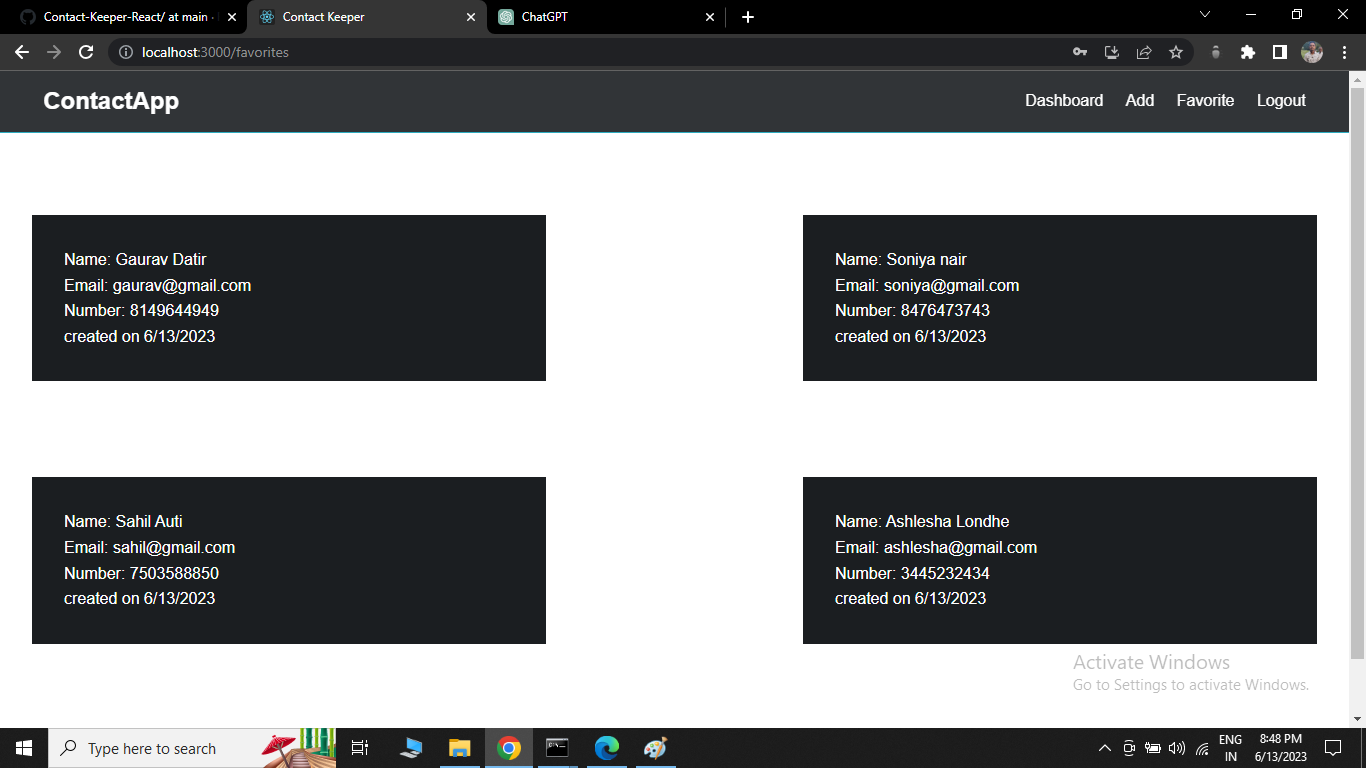 Contact-Keeper-React/ at main ·
Contact Keeper
ChatGPT
localhost:3000/favorites
ContactApp
Dashboard
Add
Favorite
Logout
Name: Gaurav Datir
Email: gaurav@gmail.com
Number: 8149644949
created on 6/13/2023
Name: Soniya nair
Email: soniya@gmail.com
Number: 8476473743
created on 6/13/2023
Name: Sahil Auti
Email: sahil@gmail.com
Number: 7503588850
created on 6/13/2023
Name: Ashlesha Londhe
Email: ashlesha@gmail.com
Number: 3445232434
created on 6/13/2023
Activate Windows
Go to Settings to activate Windows.
Type here to search
ENG
IN
8:48 PM
6/13/2023